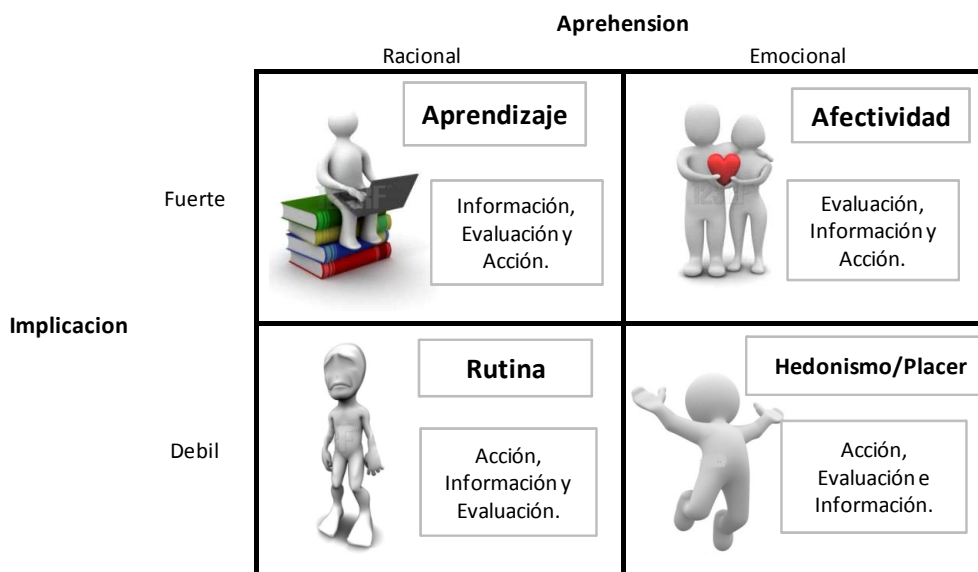 Aprehension
Racional
Emocional
Aprendizaje
Afectividad
Fuerte
Información,
Evaluación y
Acción.
Evaluación,
Información y
Acción.
Implicacion
Rutina
Hedonismo/Placer
Debil
Acción,
Información y
Evaluación.
Acción,
Evaluación e
Información.